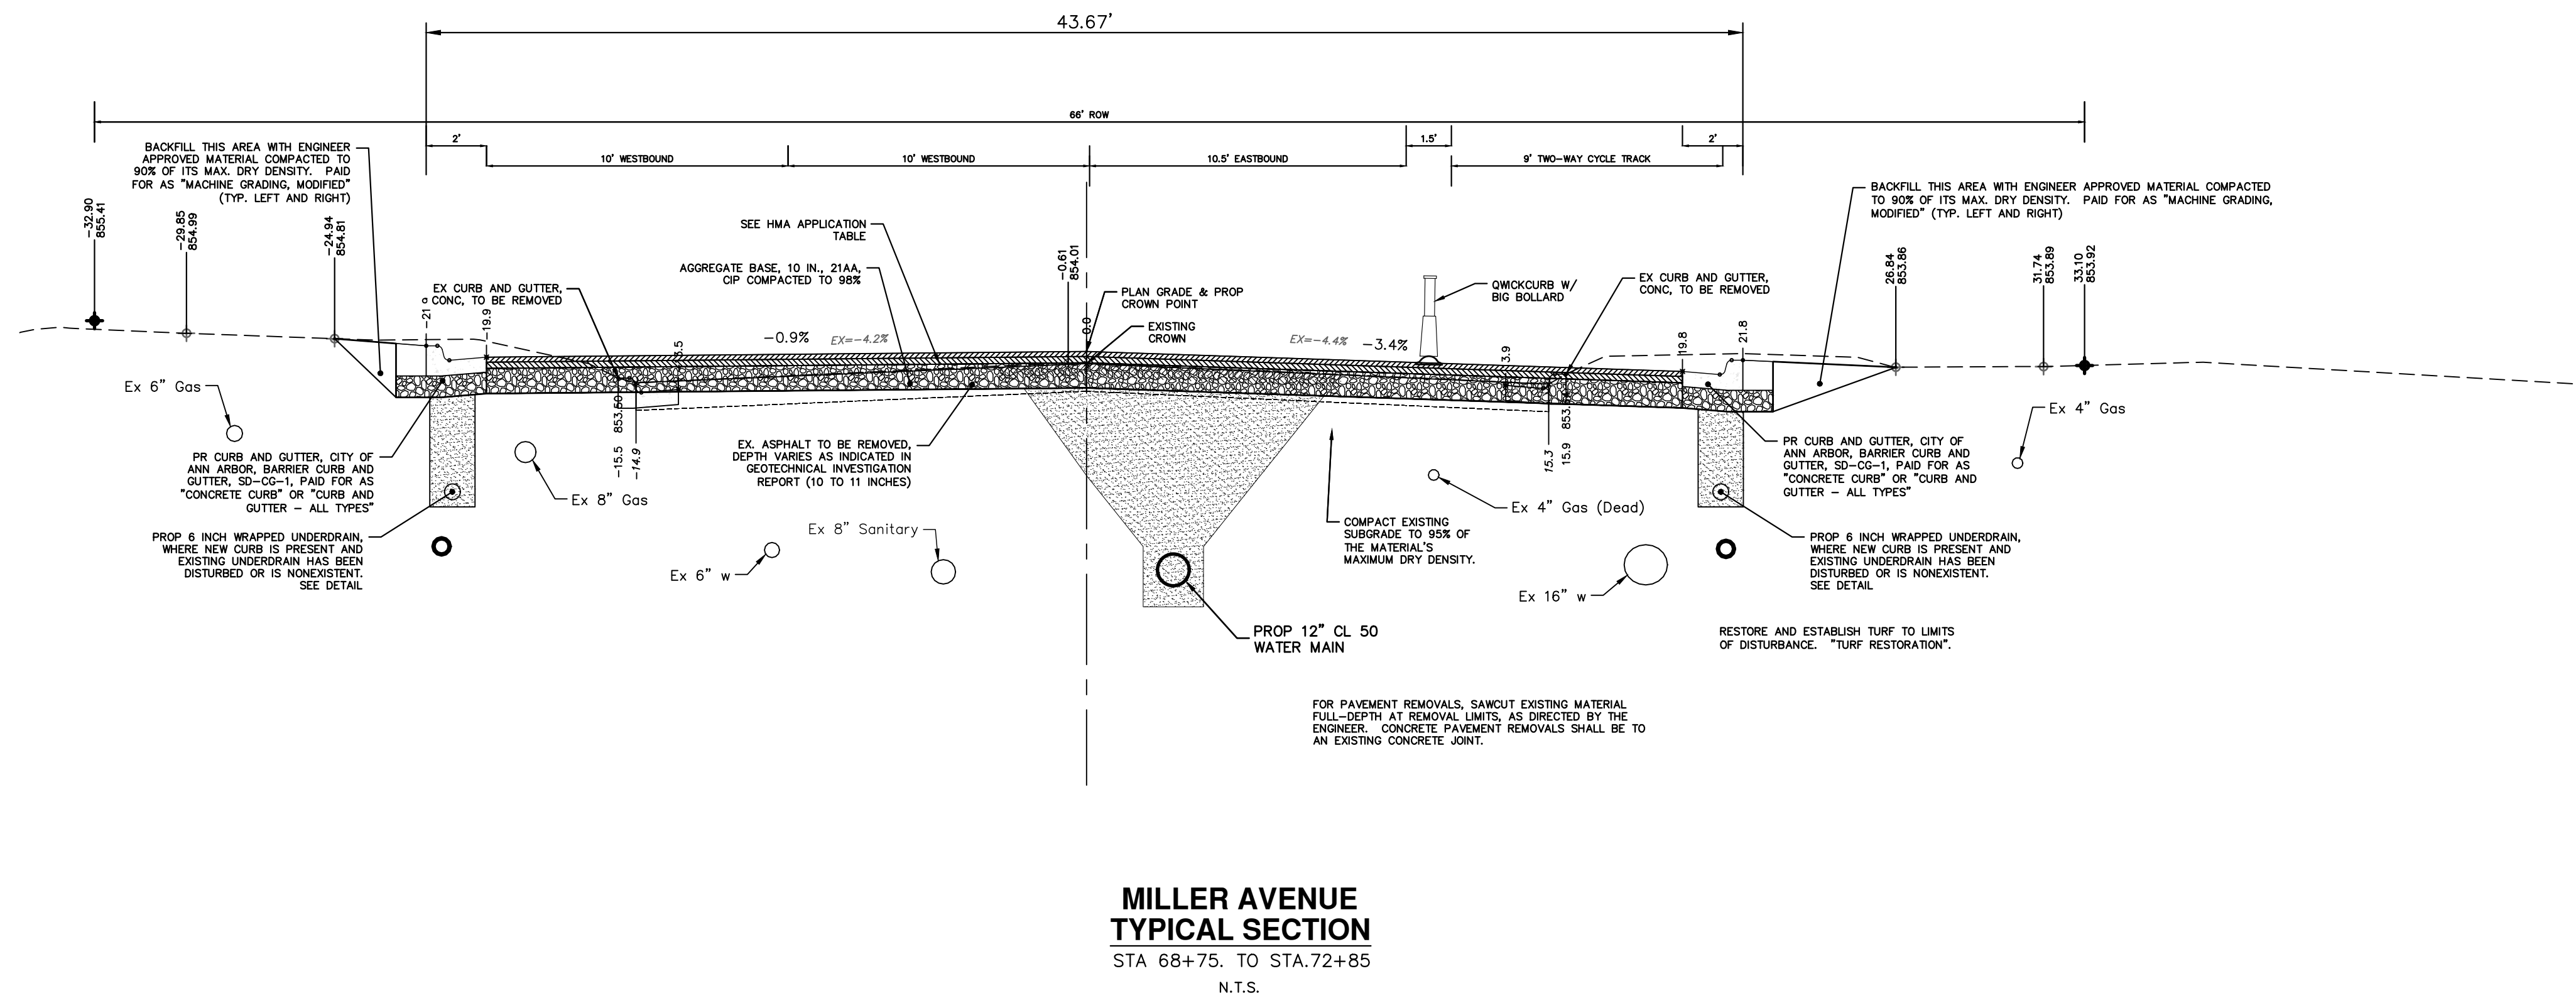 43.67'
66' ROW
2'
1.5'
2'
10' WESTBOUND
10' WESTBOUND
10.5' EASTBOUND
9' TWO-WAY CYCLE TRACK
BACKFILL THIS AREA WITH ENGINEER
APPROVED MATERIAL COMPACTED TO
90% OF ITS MAX. DRY DENSITY. PAID
FOR AS "MACHINE GRADING, MODIFIED"
(TYP. LEFT AND RIGHT)
BACKFILL THIS AREA WITH ENGINEER APPROVED MATERIAL COMPACTED
TO 90% OF ITS MAX. DRY DENSITY. PAID FOR AS "MACHINE GRADING,
MODIFIED" (TYP. LEFT AND RIGHT)
-32.90
855.41
-29.85
854.99
-24.94
854.81
SEE HMA APPLICATION
TABLE
AGGREGATE BASE, 10 IN., 21AA,
CIP COMPACTED TO 98%
-0.61
854.01
26.84
853.86
31.74
853.89
33.10
853.92
EX CURB AND GUTTER,
CONC, TO BE REMOVED
-21
19.9
PLAN GRADE & PROP
CROWN POINT
0.0
EXISTING
CROWN
QWICKCURB W/
BIG BOLLARD
EX CURB AND GUTTER,
CONC, TO BE REMOVED
-0.9%
EX=-4.2%
EX=-4.4%
-3.4%
3.9
19.8
21.8
Ex 6" Gas
Ex 4" Gas
-15.5 853.50
-14.9
15.3
15.9
PR CURB AND GUTTER, CITY OF
ANN ARBOR, BARRIER CURB AND
GUTTER, SD-CG-1, PAID FOR AS
"CONCRETE CURB" OR "CURB AND
GUTTER - ALL TYPES"
Ex 8" Gas
EX. ASPHALT TO BE REMOVED,
DEPTH VARIES AS INDICATED IN
GEOTECHNICAL INVESTIGATION
REPORT (10 TO 11 INCHES)
PR CURB AND GUTTER, CITY OF
ANN ARBOR, BARRIER CURB AND
GUTTER, SD-CG-1, PAID FOR AS
"CONCRETE CURB" OR "CURB AND
GUTTER - ALL TYPES"
Ex 4" Gas (Dead)
Ex 8" Sanitary
COMPACT EXISTING
SUBGRADE TO 95% OF
THE MATERIAL'S
MAXIMUM DRY DENSITY.
PROP 6 INCH WRAPPED UNDERDRAIN,
WHERE NEW CURB IS PRESENT AND
EXISTING UNDERDRAIN HAS BEEN
DISTURBED OR IS NONEXISTENT.
SEE DETAIL
Ex 6" w
PROP 6 INCH WRAPPED UNDERDRAIN,
WHERE NEW CURB IS PRESENT AND
EXISTING UNDERDRAIN HAS BEEN
DISTURBED OR IS NONEXISTENT.
SEE DETAIL
Ex 16" w
PROP 12" CL 50
WATER MAIN
RESTORE AND ESTABLISH TURF TO LIMITS
OF DISTURBANCE. "TURF RESTORATION".
FOR PAVEMENT REMOVALS, SAWCUT EXISTING MATERIAL
FULL-DEPTH AT REMOVAL LIMITS, AS DIRECTED BY THE
ENGINEER. CONCRETE PAVEMENT REMOVALS SHALL BE TO
AN EXISTING CONCRETE JOINT.
MILLER AVENUE
TYPICAL SECTION
STA 68+75. TO STA.72+85
N.T.S.